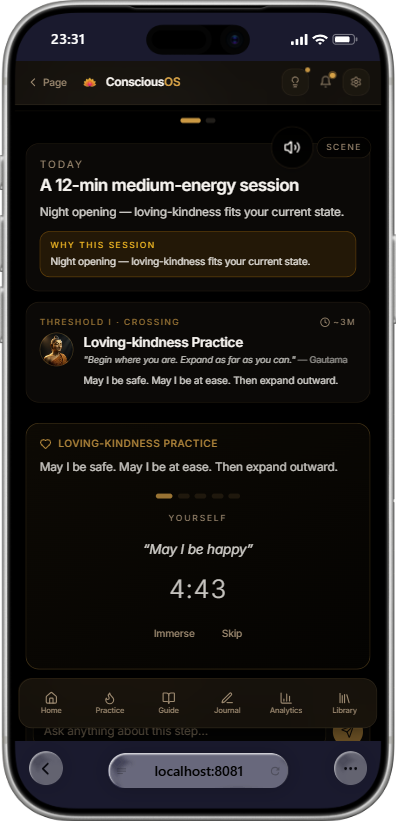 23:31
Page
ConsciousOS
SCENE
TODAY
A 12-min medium-energy session
Night opening — loving-kindness fits your current state.
WHY THIS SESSION
Night opening — loving-kindness fits your current state.
THRESHOLD I · CROSSING
~3M
Loving-kindness Practice
"Begin where you are. Expand as far as you can." — Gautama
May I be safe. May I be at ease. Then expand outward.
LOVING-KINDNESS PRACTICE
May I be safe. May I be at ease. Then expand outward.
YOURSELF
“May I be happy”
4:43
Immerse Skip
Home Practice Guide Journal Analytics Library
Ask anything about this step...
localhost:8081